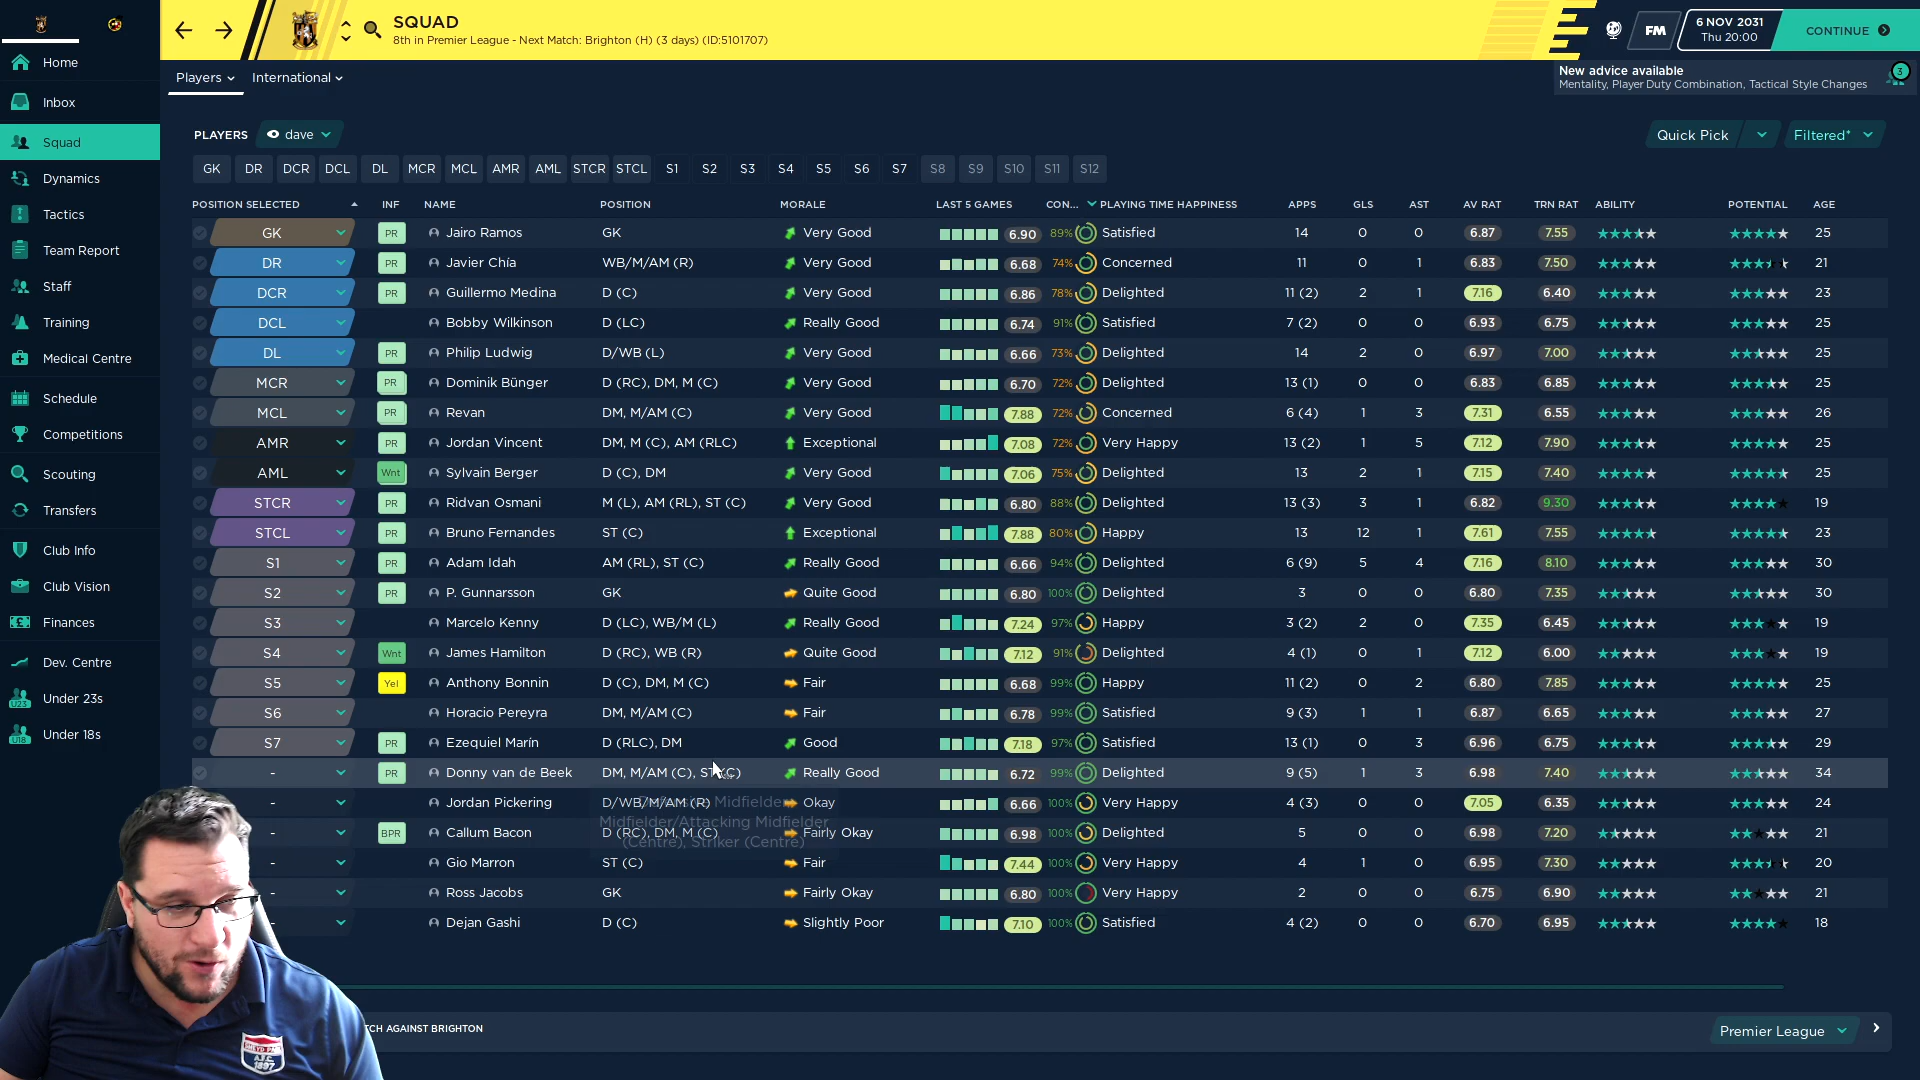 SQUAD
8th in Premier League - Next Match: Brighton (H) (3 days) (ID:5101707)
FM
6 NOV 2031
Thu 20:00
CONTINUE
Home
Inbox
Squad
Dynamics
Tactics
Team Report
Staff
Training
Medical Centre
Schedule
Competitions
Scouting
Transfers
Club Info
Club Vision
Finances
Dev. Centre
Under 23s
Under 18s
Players International
New advice available 3
Mentality, Player Duty Combination, Tactical Style Changes
PLAYERS dave Quick Pick Filtered*
GK DR DCR DCL DL MCR MCL AMR AML STCR STCL S1 S2 S3 S4 S5 S6 S7 S8 S9 S10 S11 S12
POSITION SELECTED INF NAME POSITION MORALE LAST 5 GAMES CON... PLAYING TIME HAPPINESS APPS GLS AST AV RAT TRN RAT ABILITY POTENTIAL AGE
GK PR Jairo Ramos GK Very Good 6.90 89% Satisfied 14 0 0 6.87 7.55 25
DR PR Javier Chía WB/M/AM (R) Very Good 6.68 74% Concerned 11 0 1 6.83 7.50 21
DCR PR Guillermo Medina D (C) Very Good 6.86 78% Delighted 11 (2) 2 1 7.16 6.40 23
DCL Bobby Wilkinson D (LC) Really Good 6.74 91% Satisfied 7 (2) 0 0 6.93 6.75 25
DL PR Philip Ludwig D/WB (L) Very Good 6.66 73% Delighted 14 2 0 6.97 7.00 25
MCR PR Dominik Bünger D (RC), DM, M (C) Very Good 6.70 72% Delighted 13 (1) 0 0 6.83 6.85 25
MCL PR Revan DM, M/AM (C) Very Good 7.88 72% Concerned 6 (4) 1 3 7.31 6.55 26
AMR PR Jordan Vincent DM, M (C), AM (RLC) Exceptional 7.08 72% Very Happy 13 (2) 1 5 7.12 7.90 25
AML Wnt Sylvain Berger D (C), DM Very Good 7.06 75% Delighted 13 2 1 7.15 7.40 25
STCR PR Ridvan Osmani M (L), AM (RL), ST (C) Very Good 6.80 88% Delighted 13 (3) 3 1 6.82 9.30 19
STCL PR Bruno Fernandes ST (C) Exceptional 7.88 80% Happy 13 12 1 7.61 7.55 23
S1 PR Adam Idah AM (RL), ST (C) Really Good 6.66 94% Delighted 6 (9) 5 4 7.16 8.10 30
S2 PR P. Gunnarsson GK Quite Good 6.80 100% Delighted 3 0 0 6.80 7.35 30
S3 Marcelo Kenny D (LC), WB/M (L) Really Good 7.24 97% Happy 3 (2) 2 0 7.35 6.45 19
S4 Wnt James Hamilton D (RC), WB (R) Quite Good 7.12 91% Delighted 4 (1) 0 1 7.12 6.00 19
S5 Yel Anthony Bonnin D (C), DM, M (C) Fair 6.68 99% Happy 11 (2) 0 2 6.80 7.85 25
S6 Horacio Pereyra DM, M/AM (C) Fair 6.78 99% Satisfied 9 (3) 1 1 6.87 6.65 27
S7 PR Ezequiel Marín D (RLC), DM Good 7.18 97% Satisfied 13 (1) 0 3 6.96 6.75 29
- PR Donny van de Beek DM, M/AM (C), ST (C) Really Good 6.72 99% Delighted 9 (5) 1 3 6.98 7.40 34
- Jordan Pickering D/WB/M/AM (R) Okay 6.66 100% Very Happy 4 (3) 0 0 7.05 6.35 24
Midfielder
Midfielder/Attacking Midfielder
(Centre), Striker (Centre)
- BPR Callum Bacon D (RC), DM, M (C) Fairly Okay 6.98 100% Delighted 5 0 0 6.98 7.20 21
- Gio Marron ST (C) Fair 7.44 100% Very Happy 4 1 0 6.95 7.30 20
- Ross Jacobs GK Fairly Okay 6.80 100% Very Happy 2 0 0 6.75 6.90 21
- Dejan Gashi D (C) Slightly Poor 7.10 100% Satisfied 4 (2) 0 0 6.70 6.95 18
TCH AGAINST BRIGHTON
Premier League
A.F.C.
1897